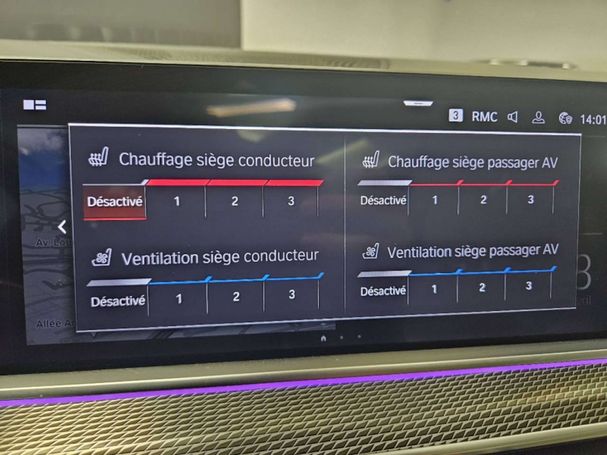 3 RMC 14:01
Chauffage siège conducteur
Désactivé 1 2 3
Chauffage siège passager AV
Désactivé 1 2 3
Ventilation siège conducteur
Désactivé 1 2 3
Ventilation siège passager AV
Désactivé 1 2 3
Allée